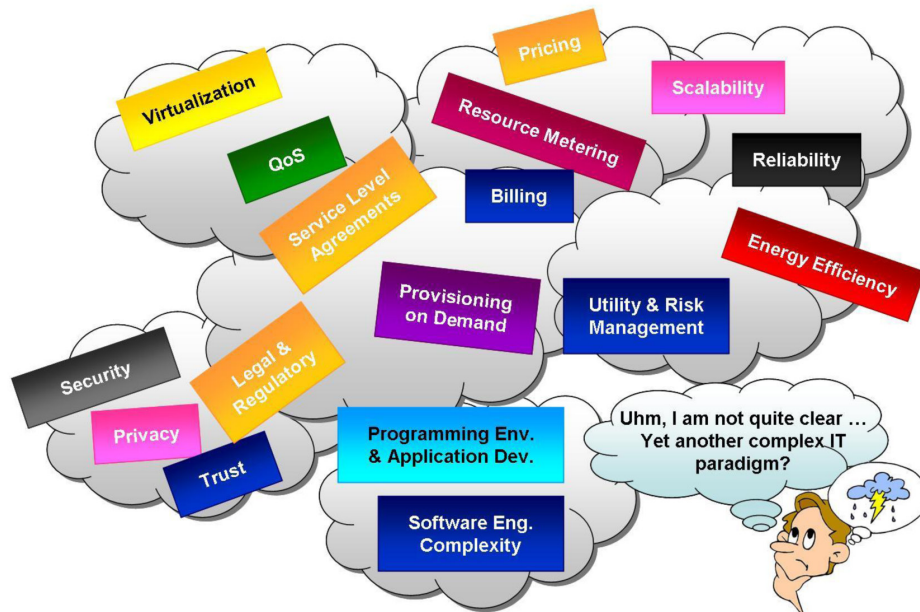 Pricing
Virtualization
Scalability
Resource Metering
QoS
Reliability
Billing
Service Level
Agreements
Energy Efficiency
Provisioning
on Demand
Utility & Risk
Management
Security
Legal &
Regulatory
Privacy
Trust
Programming Env.
& Application Dev.
Software Eng.
Complexity
Uhm, I am not quite clear …
Yet another complex IT
paradigm?